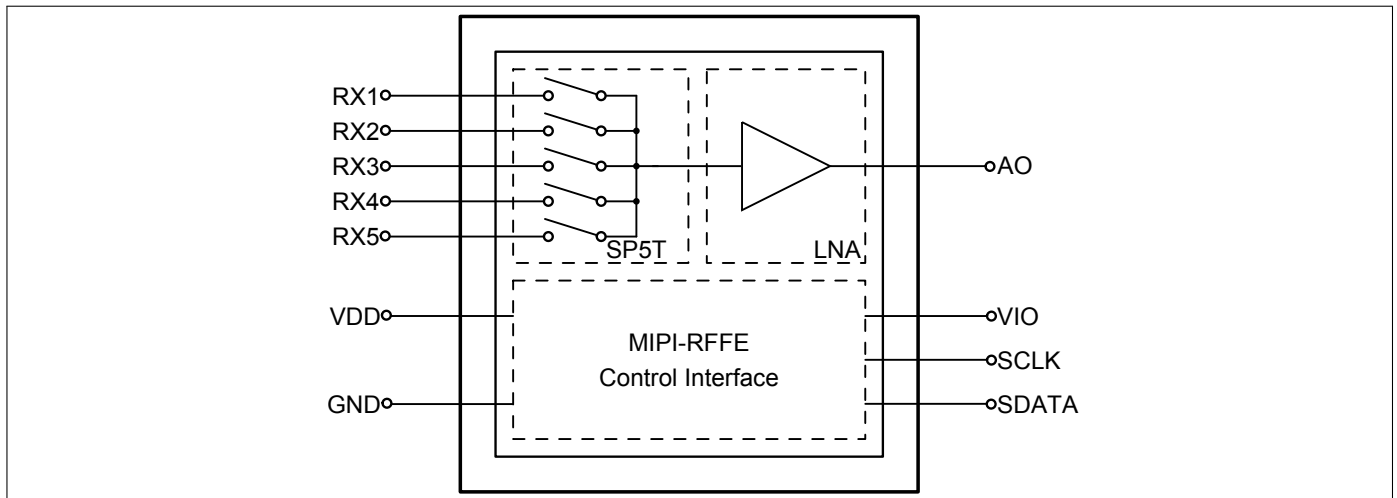 RX1
RX2
RX3
RX4
RX5
SP5T
LNA
AO
VDD
GND
MIPI-RFFE
Control Interface
VIO
SCLK
SDATA